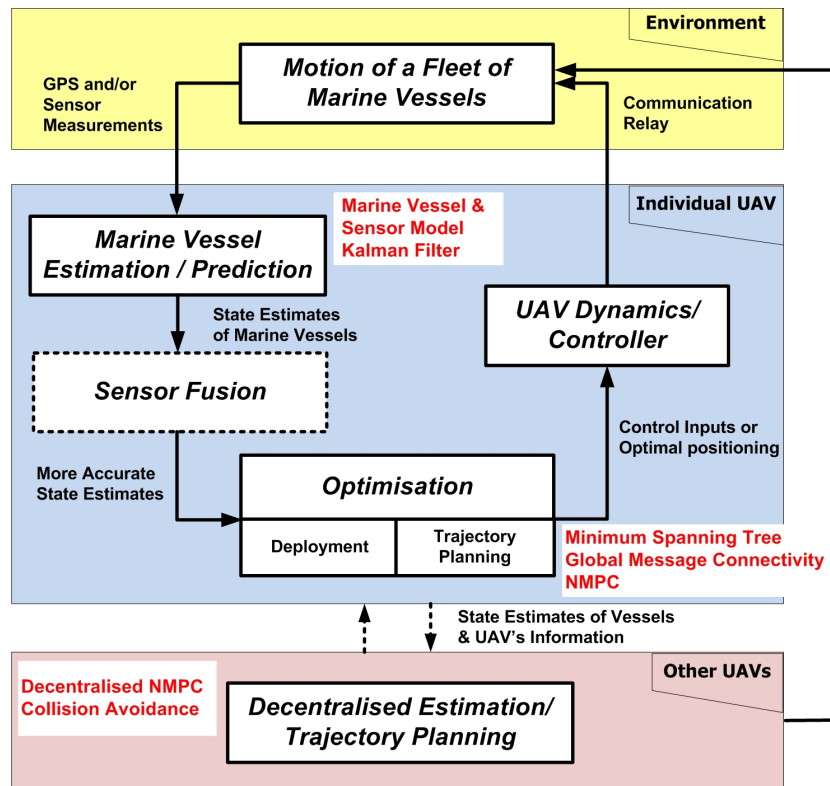 Environment
Motion of a Fleet of
Marine Vessels
GPS and/or
Sensor
Measurements
Communication
Relay
Individual UAV
Marine Vessel &
Sensor Model
Kalman Filter
Marine Vessel
Estimation / Prediction
State Estimates
of Marine Vessels
UAV Dynamics/
Controller
Sensor Fusion
Control Inputs or
Optimal positioning
More Accurate
State Estimates
Optimisation
Deployment
Trajectory
Planning
Minimum Spanning Tree
Global Message Connectivity
NMPC
State Estimates of Vessels
& UAV's Information
Other UAVs
Decentralised NMPC
Collision Avoidance
Decentralised Estimation/
Trajectory Planning